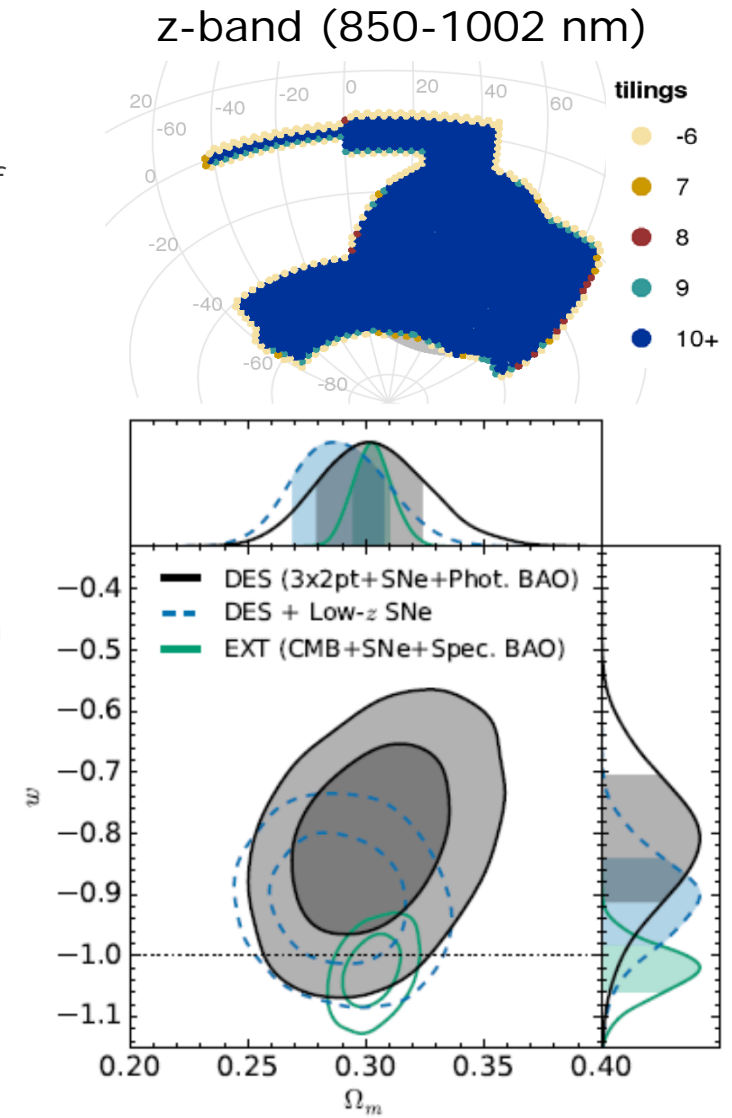 z-band (850-1002 nm)
f
tilings
20
-60
-40
-20
0
20
40
60
0
-20
-40
-60
-80
-6
7
8
9
10+
DES (3x2pt+SNe+Phot. BAO)
DES + Low-z SNe
EXT (CMB+SNe+Spec. BAO)
−0.4
−0.5
−0.6
−0.7
−0.8
−0.9
−1.0
−1.1
w
0.20 0.25 0.30 0.35 0.40
Ωm